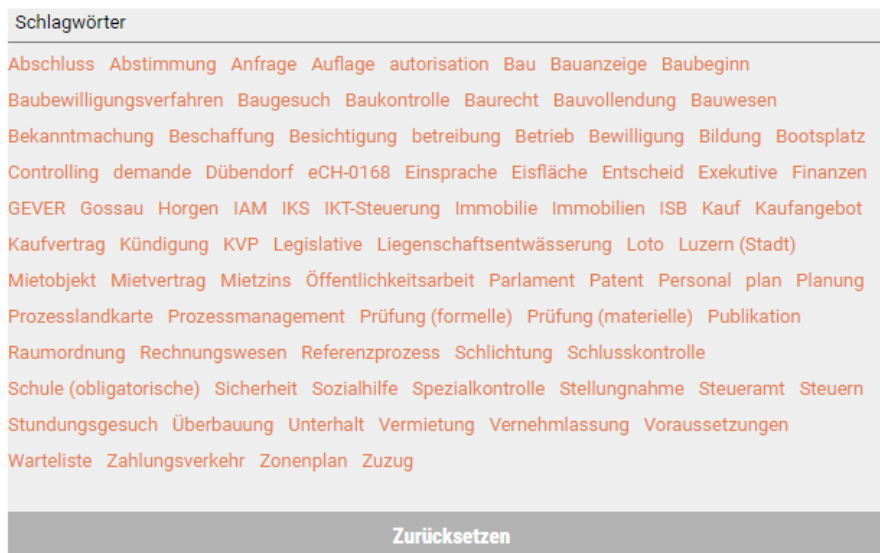 Schlagwörter
Abschluss Abstimmung Anfrage Auflage autorisation Bau Bauanzeige Baubeginn
Baubewilligungsverfahren Baugesuch Baukontrolle Baurecht Bauvollendung Bauwesen
Bekanntmachung Beschaffung Besichtigung betreibung Betrieb Bewilligung Bildung Bootsplatz
Controlling demande Dübendorf eCH-0168 Einsprache Eisfläche Entscheid Exekutive Finanzen
GEVER Gossau Horgen IAM IKS IKT-Steuerung Immobilie Immobilien ISB Kauf Kaufangebot
Kaufvertrag Kündigung KVP Legislative Liegenschaftsentwässerung Loto Luzern (Stadt)
Mietobjekt Mietvertrag Mietzins Öffentlichkeitsarbeit Parlament Patent Personal plan Planung
Prozesslandkarte Prozessmanagement Prüfung (formelle) Prüfung (materielle) Publikation
Raumordnung Rechnungswesen Referenzprozess Schlichtung Schlusskontrolle
Schule (obligatorische) Sicherheit Sozialhilfe Spezialkontrolle Stellungnahme Steueramt Steuern
Stundungsgesuch Überbauung Unterhalt Vermietung Vernehmlassung Voraussetzungen
Warteliste Zahlungsverkehr Zonenplan Zuzug
Zurücksetzen